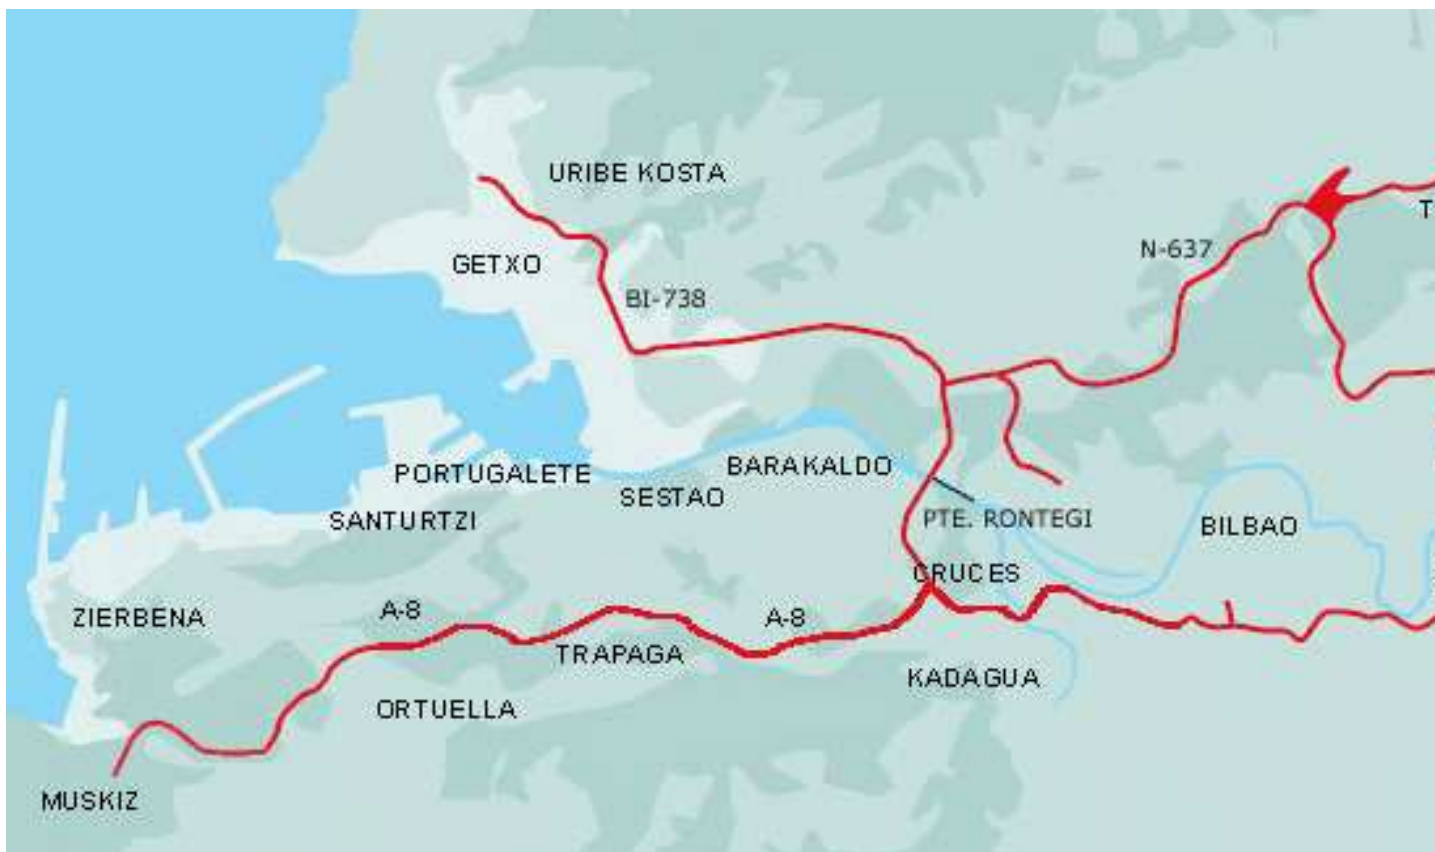 URIBE KOSTA
T
N-637
GETXO
BI-738
BARAKALDO
PORTUGALETE
SESTAO
SANTURTZI
PTE. RONTEGI
BILBAO
CRUCES
A-8
ZIERBENA
A-8
TRAPAGA
KADAGUA
ORTUELLA
MUSKIZ